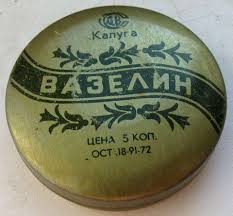 Калуга
ВАЗЕЛИН
ЦЕНА 5 КОП.
ОСТ .18-91-72